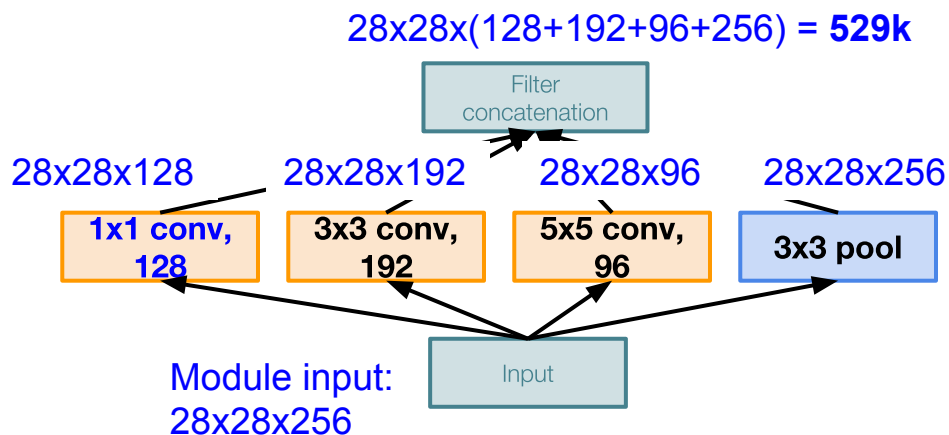 28x28x(128+192+96+256) = 529k
Filter
concatenation
28x28x128
28x28x192
28x28x96
28x28x256
1x1 conv,
128
3x3 conv,
192
5x5 conv,
96
3x3 pool
Input
Module input:
28x28x256